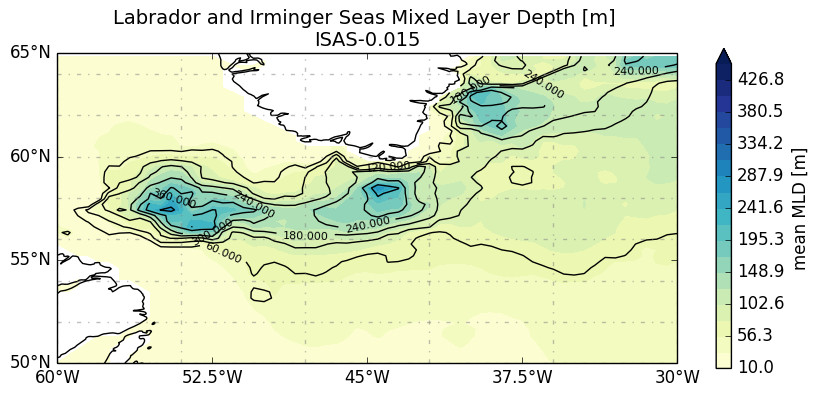 Labrador and Irminger Seas Mixed Layer Depth [m]
ISAS-0.015
65°N
60°N
55°N
50°N
60°W
52.5°W
45°W
37.5°W
30°W
240.000
240.000
120.000
360.000
240.000
240.000
180.000
60.000
426.8
380.5
334.2
287.9
241.6
195.3
148.9
102.6
56.3
10.0
mean MLD [m]